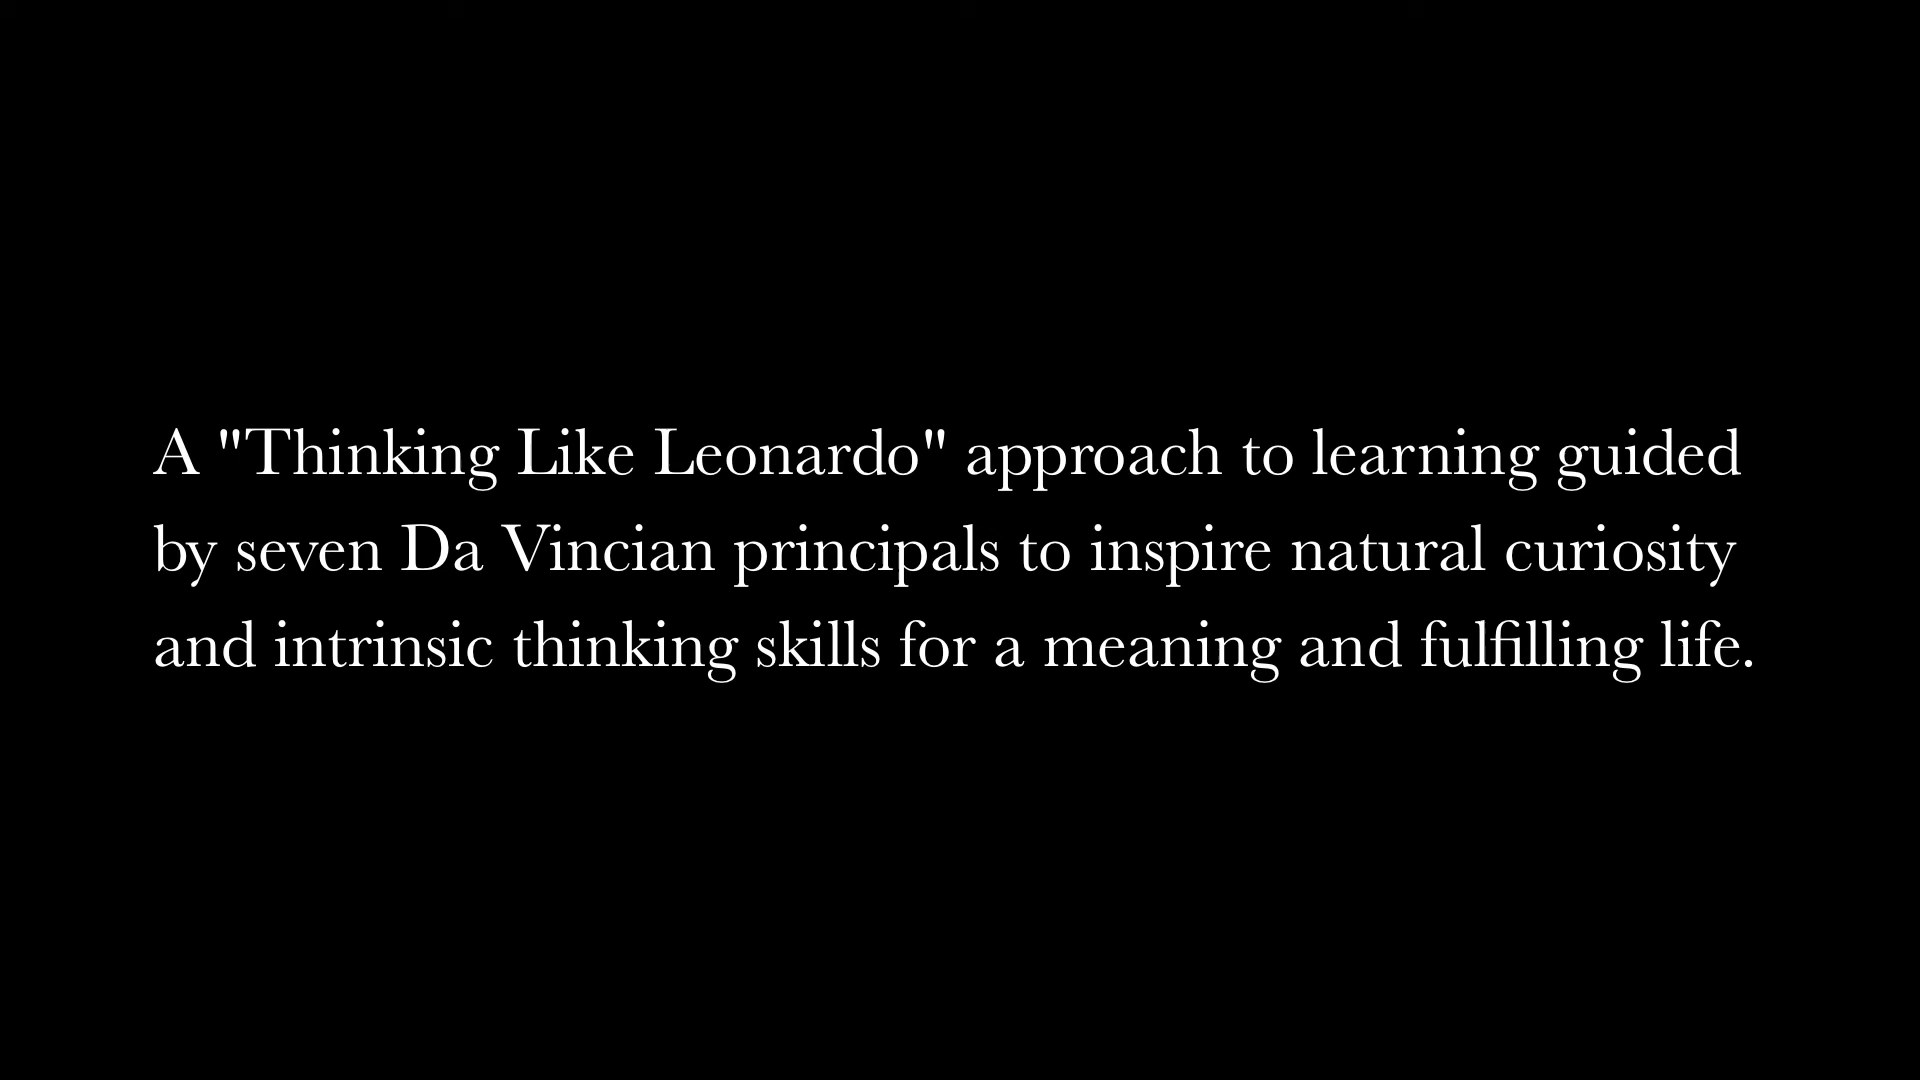 A "Thinking Like Leonardo" approach to learning guided
by seven Da Vincian principals to inspire natural curiosity
and intrinsic thinking skills for a meaning and fulfilling life.